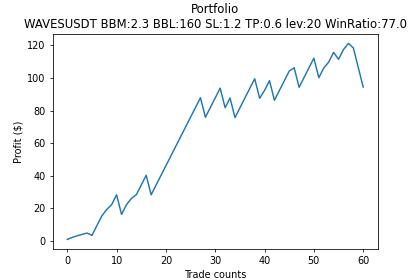 Portfolio
WAVESUSDT BBM:2.3 BBL:160 SL:1.2 TP:0.6 lev:20 WinRatio:77.0
120
100
80
60
40
20
0
Profit ($)
0 10 20 30 40 50 60
Trade counts